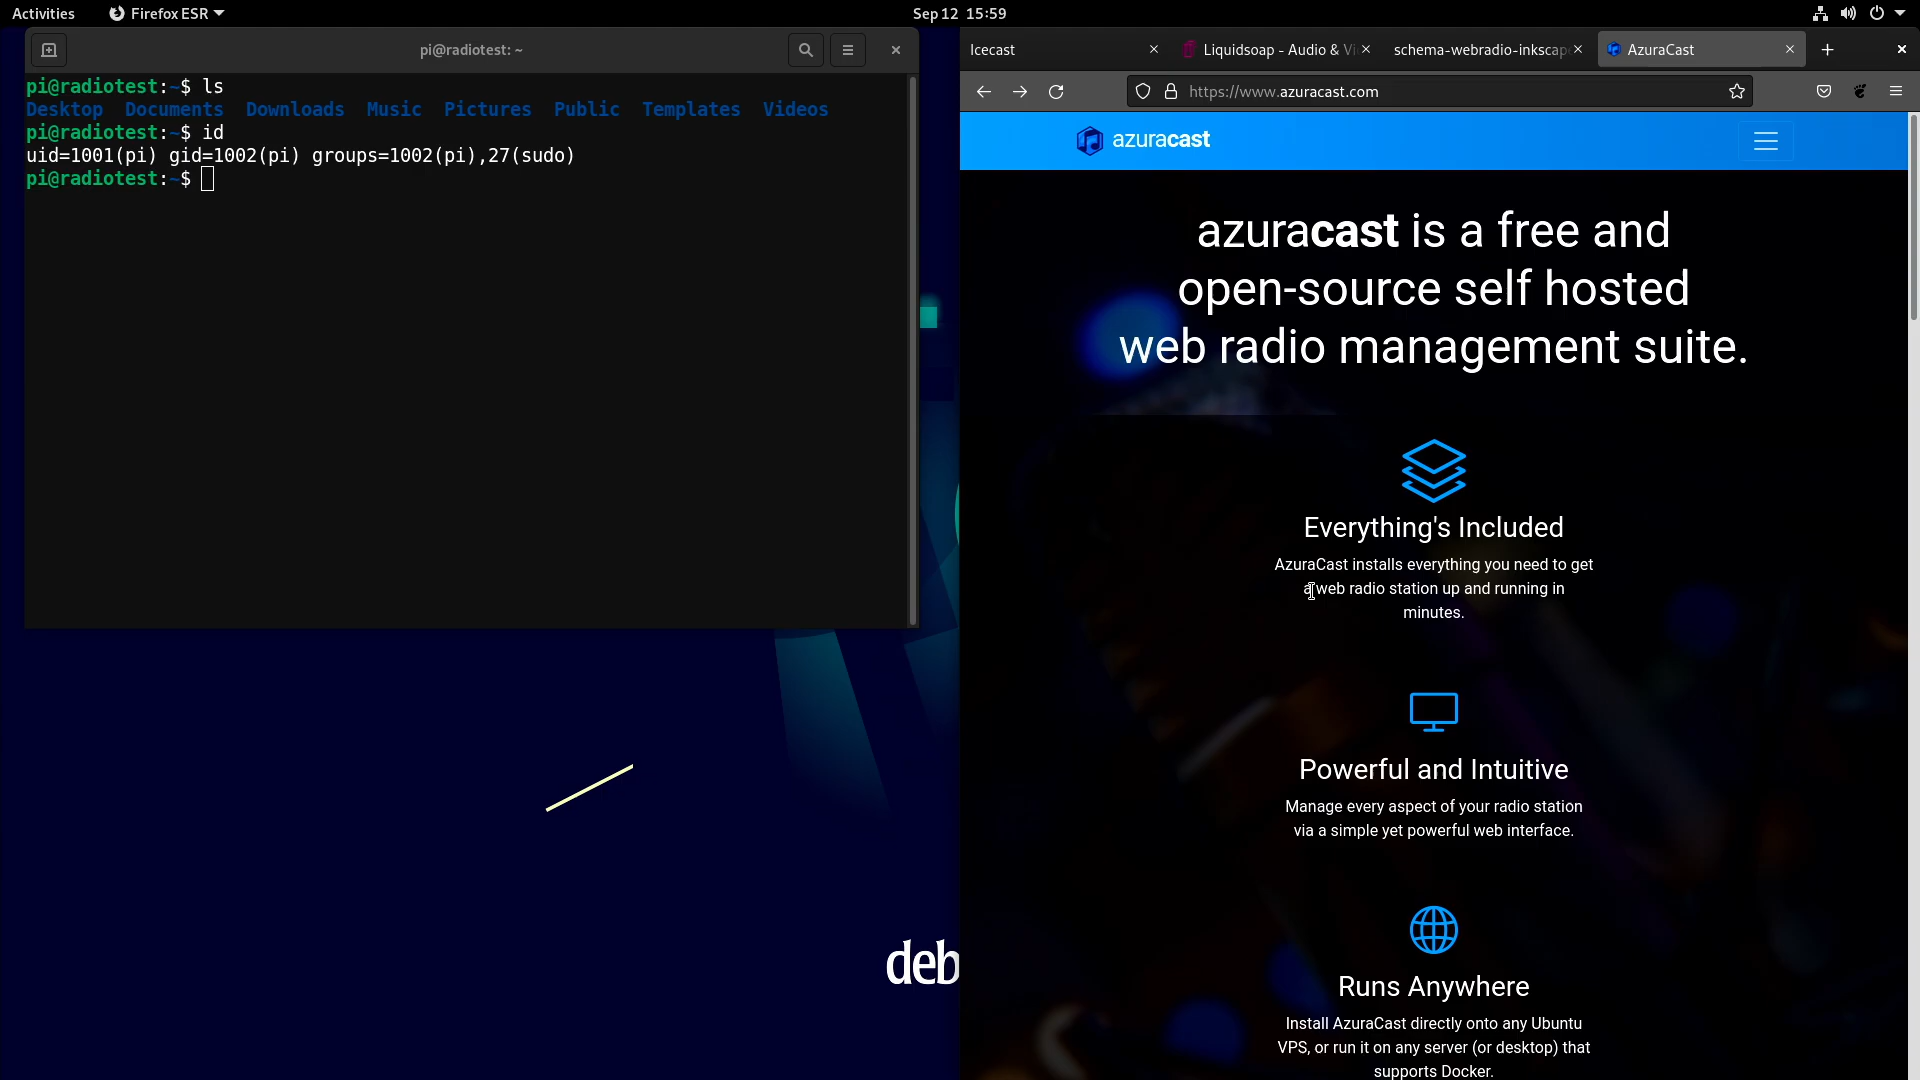 Activities
Firefox ESR
Sep 12 15:59
pi@radiotest: ~
pi@radiotest:~$ ls
Desktop Documents Downloads Music Pictures Public Templates Videos
pi@radiotest:~$ id
uid=1001(pi) gid=1002(pi) groups=1002(pi),27(sudo)
pi@radiotest:~$
deb
Icecast
Liquidsoap - Audio & Vi
schema-webradio-inkscape
AzuraCast
https://www.azuracast.com
azuracast
azuracast is a free and
open-source self hosted
web radio management suite.
Everything's Included
AzuraCast installs everything you need to get
a web radio station up and running in
minutes.
Powerful and Intuitive
Manage every aspect of your radio station
via a simple yet powerful web interface.
Runs Anywhere
Install AzuraCast directly onto any Ubuntu
VPS, or run it on any server (or desktop) that
supports Docker.